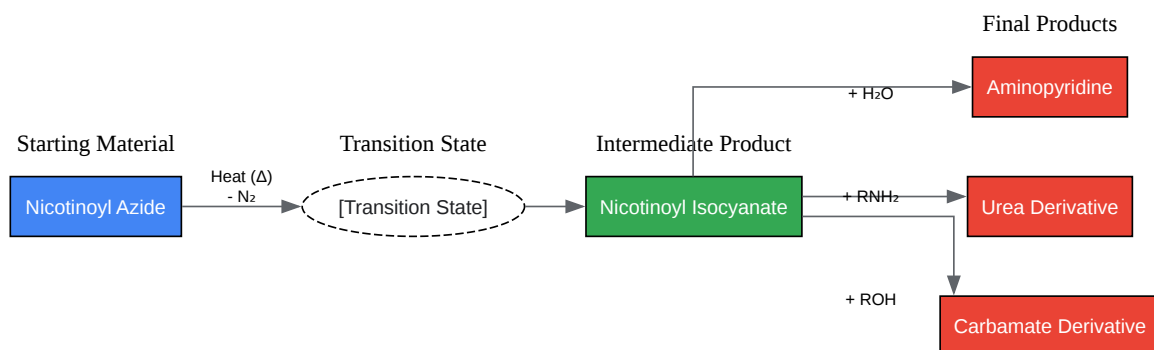 Final Products
Aminopyridine
+ H₂O
Starting Material
Transition State
Intermediate Product
Heat (Δ)
- N₂
Nicotinoyl Azide
[Transition State]
Nicotinoyl Isocyanate
+ RNH₂
Urea Derivative
+ ROH
Carbamate Derivative